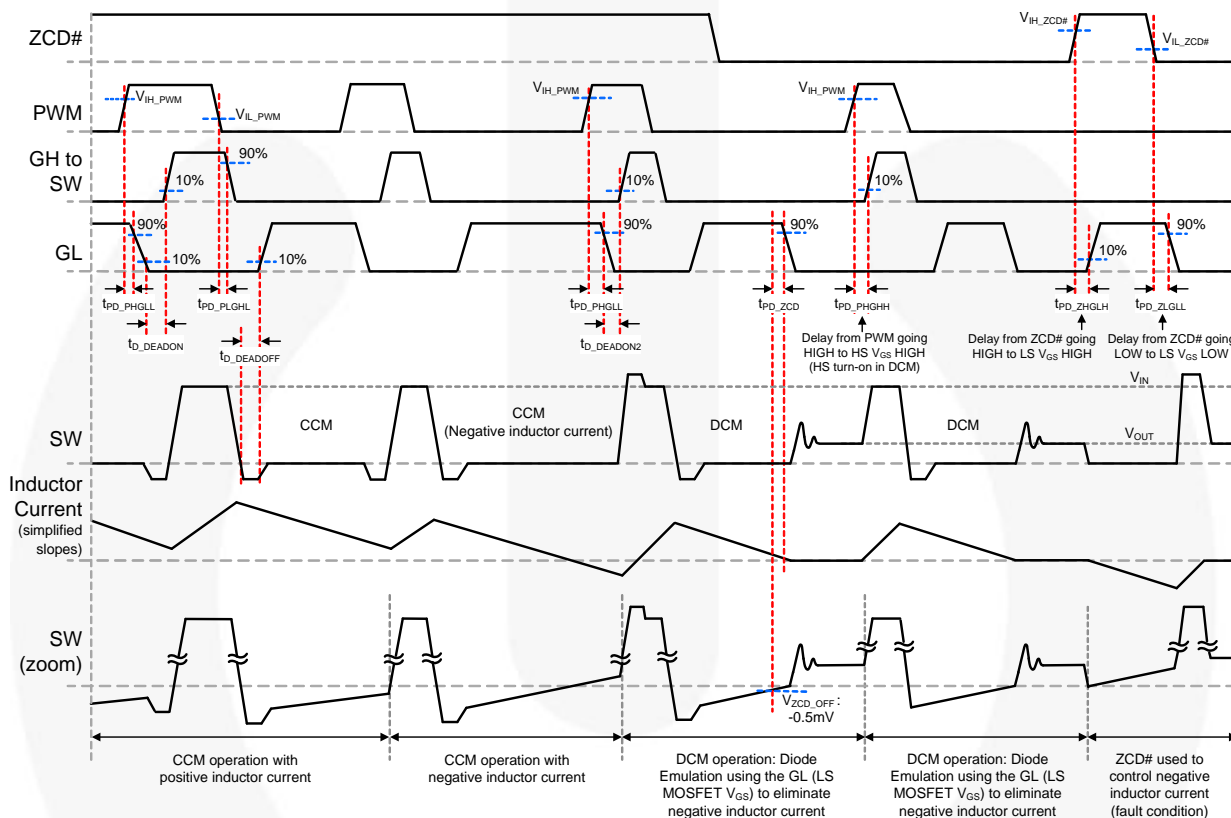 ZCD#
V_IH_ZCD#
V_IL_ZCD#
PWM
V_IH_PWM
V_IL_PWM
V_IH_PWM
V_IH_PWM
GH to
SW
90%
10%
10%
10%
GL
90%
10%
10%
90%
90%
10%
90%
t_PD_PHGLL
t_PD_PLGHL
t_PD_PHGLL
t_PD_ZCD
t_PD_PHGHH
t_PD_ZHGLH
t_PD_ZLGLL
t_D_DEADON
t_D_DEADOFF
t_D_DEADON2
Delay from PWM going
HIGH to HS V_GS HIGH
(HS turn-on in DCM)
Delay from ZCD# going
HIGH to LS V_GS HIGH
Delay from ZCD# going
LOW to LS V_GS LOW
V_IN
SW
CCM
CCM
(Negative inductor current)
DCM
DCM
V_OUT
Inductor
Current
(simplified
slopes)
SW
(zoom)
V_ZCD_OFF :
-0.5mV
CCM operation with
positive inductor current
CCM operation with
negative inductor current
DCM operation: Diode
Emulation using the GL (LS
MOSFET V_GS) to eliminate
negative inductor current
DCM operation: Diode
Emulation using the GL (LS
MOSFET V_GS) to eliminate
negative inductor current
ZCD# used to
control negative
inductor current
(fault condition)